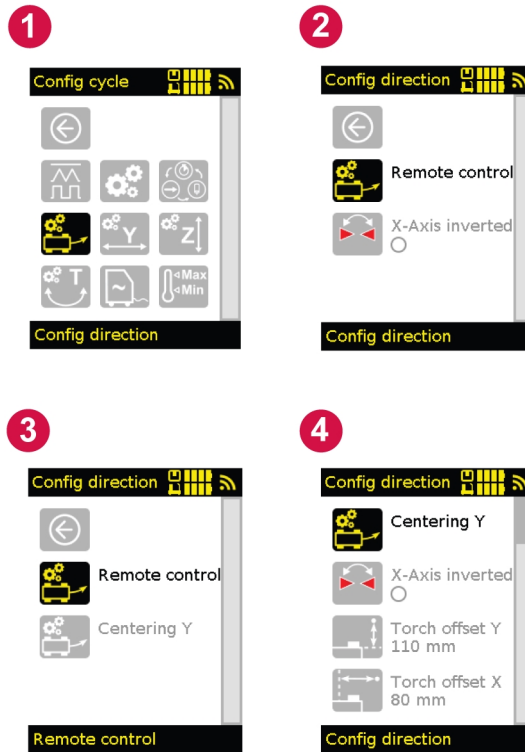 1
Config cycle
Y
Z
T
Max
Min
Config direction
2
Config direction
Remote control
X-Axis inverted
Config direction
3
Config direction
Remote control
Centering Y
Remote control
4
Config direction
Centering Y
X-Axis inverted
Torch offset Y
110 mm
Torch offset X
80 mm
Config direction